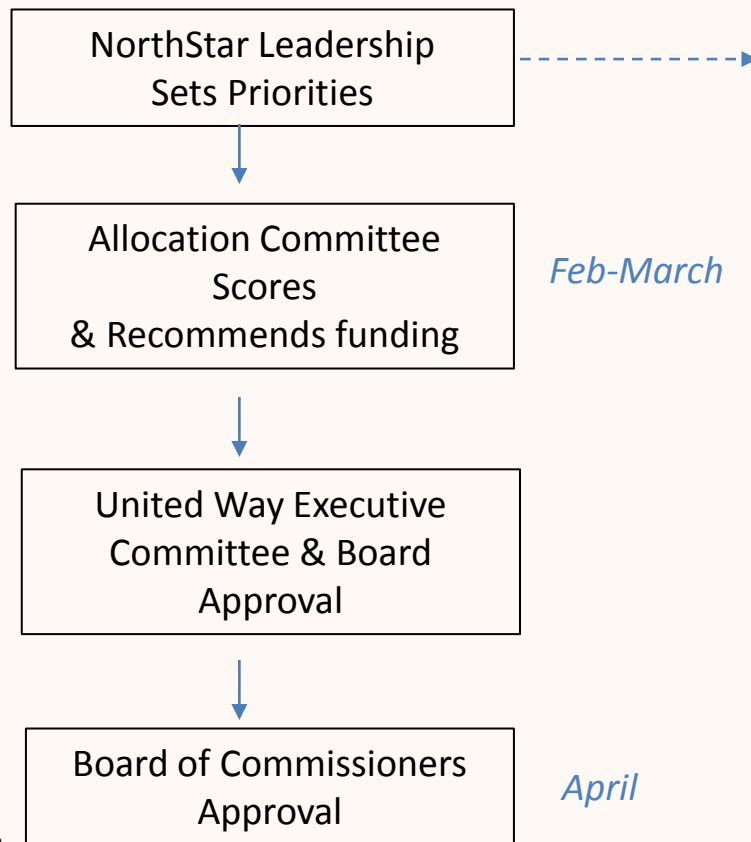 NorthStar Leadership
Sets Priorities
Allocation Committee
Scores
& Recommends funding
Feb-March
United Way Executive
Committee & Board
Approval
Board of Commissioners
Approval
April